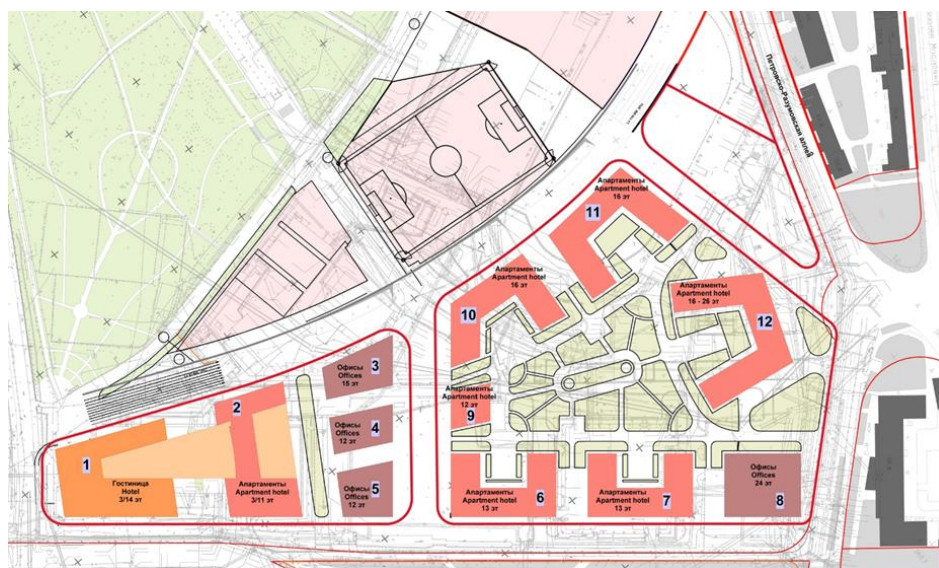 Петровско-Разумовская аллея
Апартаменты
Apartment hotel
16 эт
11
Апартаменты
Apartment hotel
16 эт
10
Апартаменты
Apartment hotel
16 - 26 эт
12
Офисы
Offices
15 эт
3
Апартаменты
Apartment hotel
12 эт
9
2
Офисы
Offices
12 эт
4
1
Гостиница
Hotel
3/14 эт
Апартаменты
Apartment hotel
3/11 эт
Офисы
Offices
12 эт
5
Апартаменты
Apartment hotel
13 эт
6
Апартаменты
Apartment hotel
13 эт
7
Офисы
Offices
24 эт
8